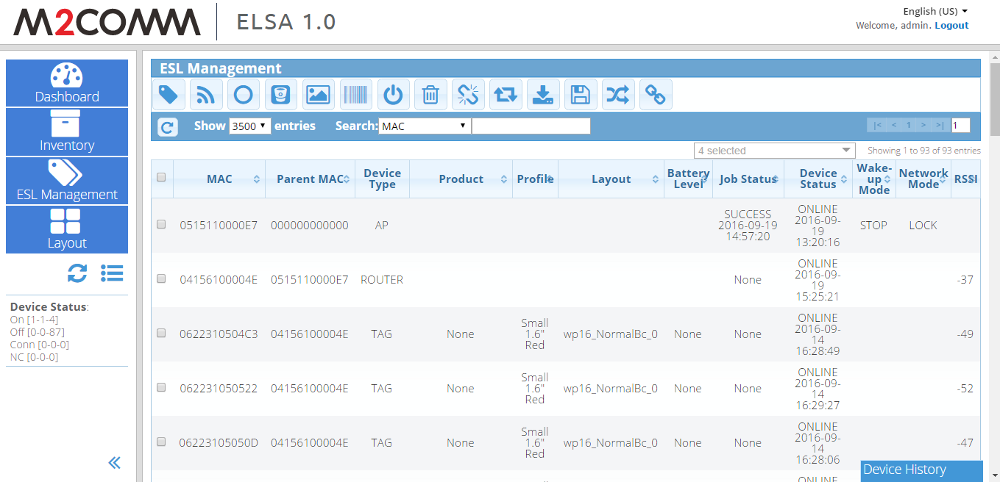 M2COMM ELSA 1.0
English (US)
Welcome, admin. Logout
Dashboard
Inventory
ESL Management
Layout
Device Status:
On [1-1-4]
Off [0-0-87]
Conn [0-0-0]
NC [0-0-0]
ESL Management
Show 3500 entries Search: MAC |< < 1 > >| 1
4 selected Showing 1 to 93 of 93 entries
MAC Parent MAC Device Type Product Profile Layout Battery Level Job Status Device Status Wake-up Mode Network Mode RSSI
0515110000E7 000000000000 AP SUCCESS 2016-09-19 14:57:20 ONLINE 2016-09-19 13:20:16 STOP LOCK
04156100004E 0515110000E7 ROUTER None ONLINE 2016-09-19 15:25:21 -37
0622310504C3 04156100004E TAG None Small 1.6" Red wp16_NormalBc_0 None None ONLINE 2016-09-14 16:28:49 -49
062231050522 04156100004E TAG None Small 1.6" Red wp16_NormalBc_0 None None ONLINE 2016-09-14 16:29:27 -52
06223105050D 04156100004E TAG None Small 1.6" Red wp16_NormalBc_0 None None ONLINE 2016-09-14 16:28:06 -47
Device History